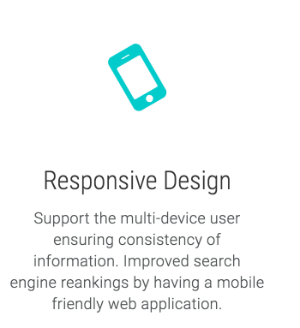 Responsive Design
Support the multi-device user
ensuring consistency of
information. Improved search
engine reankings by having a mobile
friendly web application.